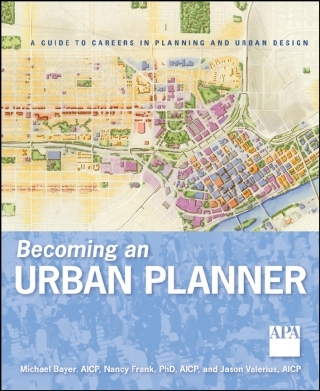 A GUIDE TO CAREERS IN PLANNING AND URBAN DESIGN
Becoming an
URBAN PLANNER
APA
Michael Bayer, AICP, Nancy Frank, PhD, AICP, and Jason Valerius, AICP